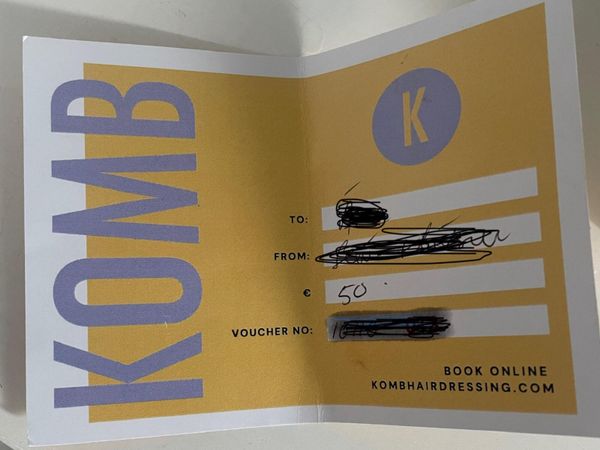 KOMB
K
TO:
FROM:
€ 50
VOUCHER NO:
BOOK ONLINE
KOMBHAIRDRESSING.COM